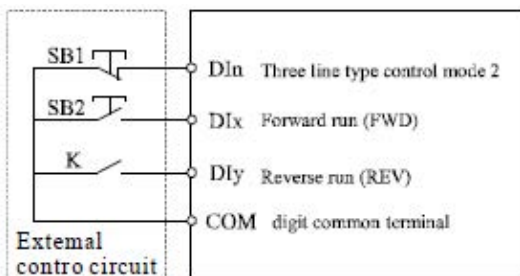 SB1 DIn Three line type control mode 2
SB2 DIx Forward run (FWD)
K DIy Reverse run (REV)
COM digit common terminal
Extemal
contro circuit